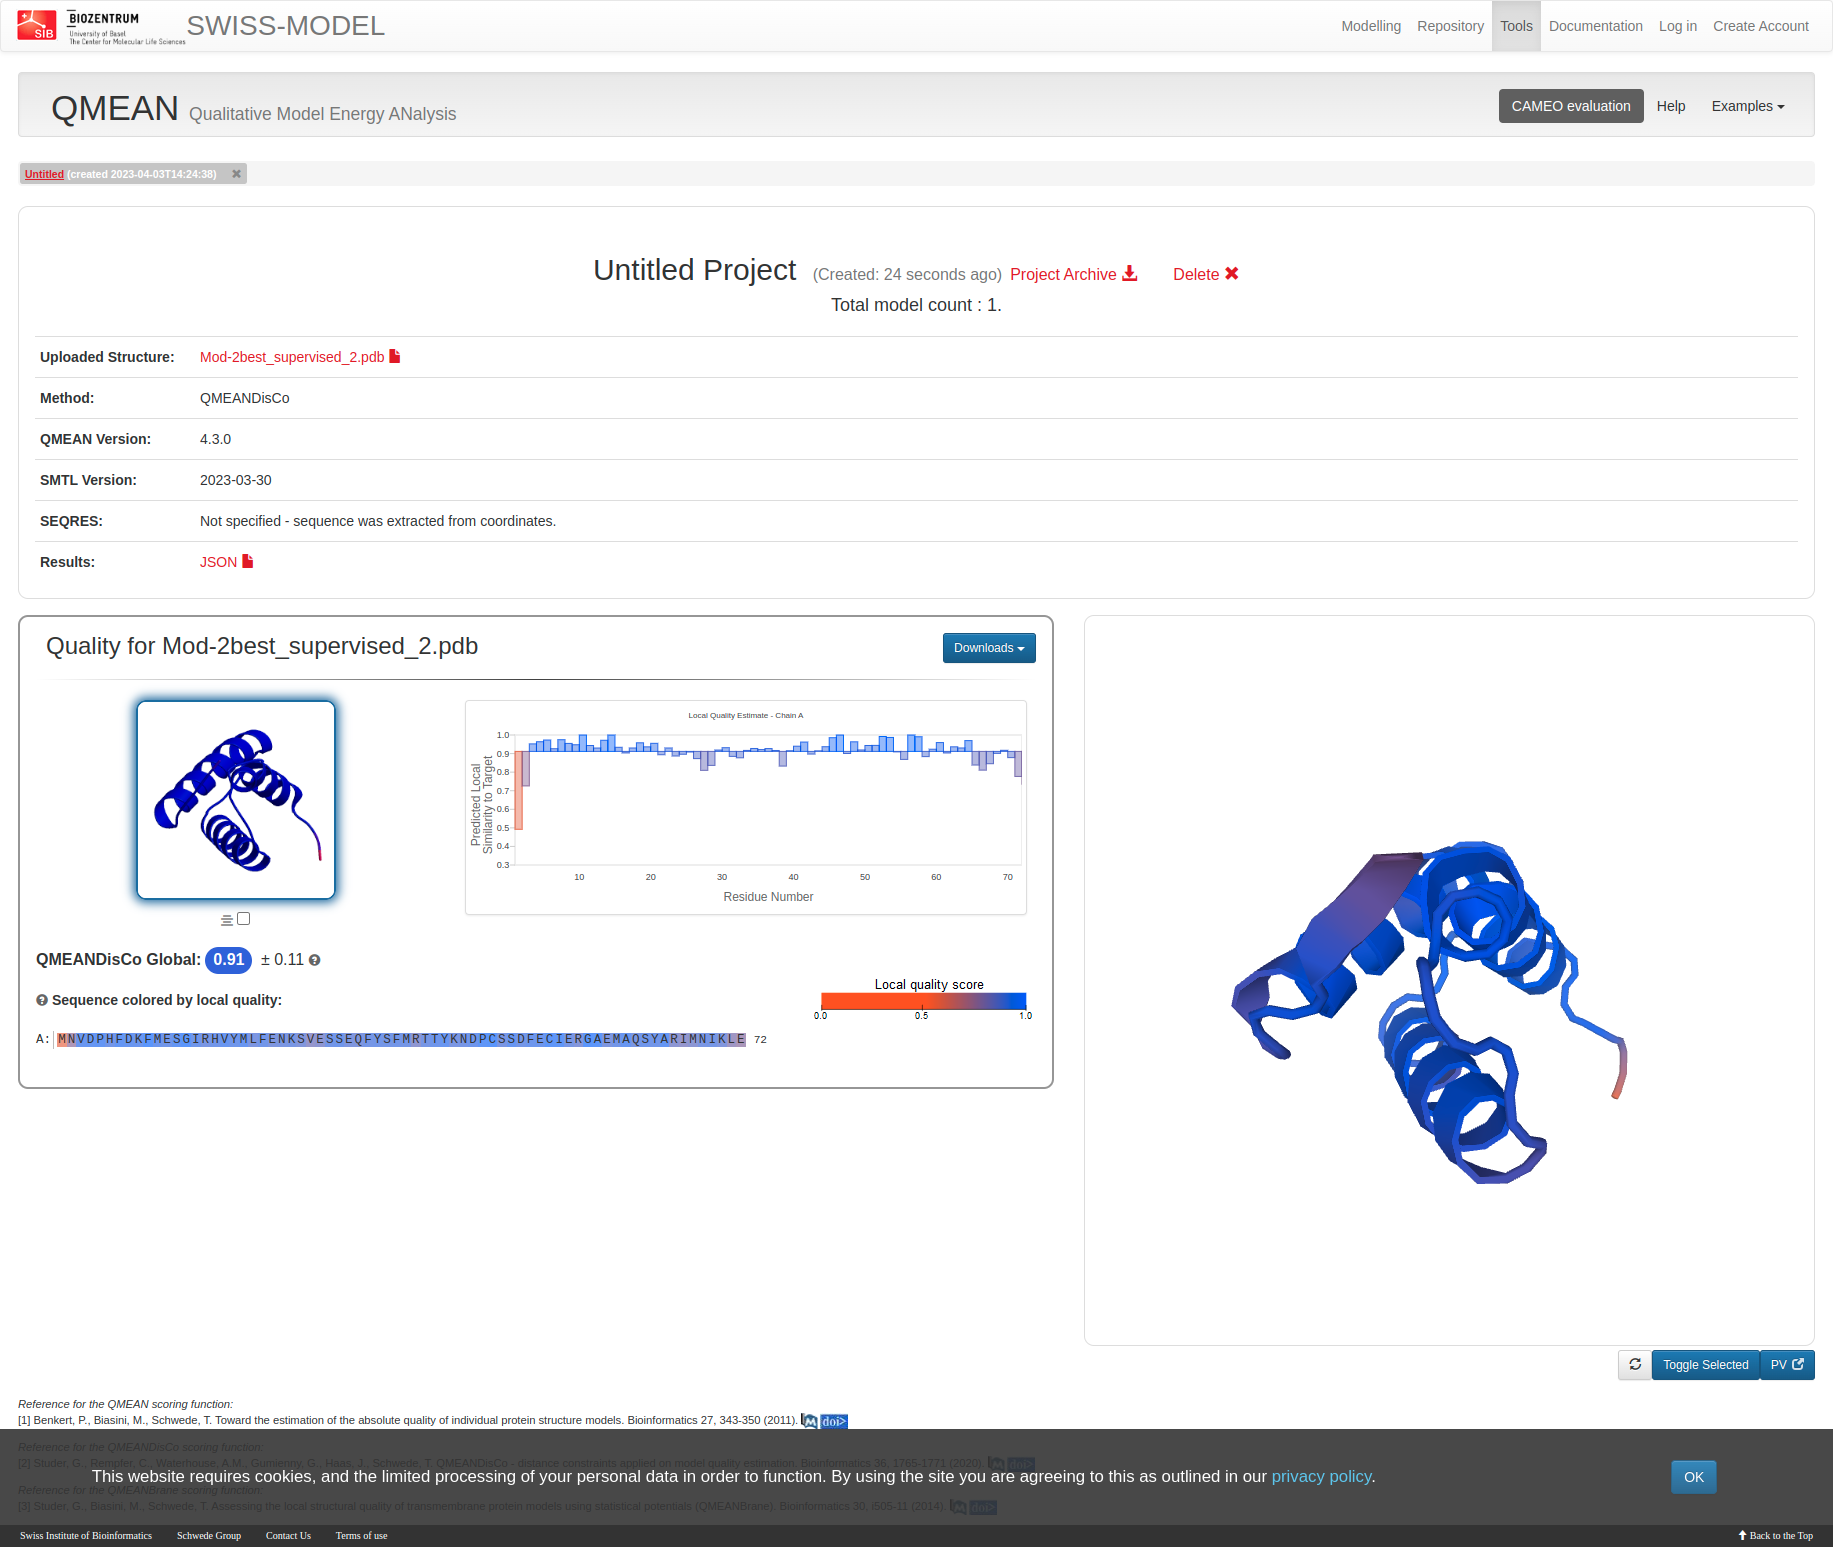 SIB
BIOZENTRUM
University of Basel
The Center for Molecular Life Sciences
SWISS-MODEL
Modelling Repository Tools Documentation Log in Create Account
QMEAN Qualitative Model Energy ANalysis
CAMEO evaluation Help Examples
Untitled (created 2023-04-03T14:24:38)
Untitled Project (Created: 24 seconds ago) Project Archive Delete
Total model count : 1.
Uploaded Structure: Mod-2best_supervised_2.pdb
Method: QMEANDisCo
QMEAN Version: 4.3.0
SMTL Version: 2023-03-30
SEQRES: Not specified - sequence was extracted from coordinates.
Results: JSON
Quality for Mod-2best_supervised_2.pdb
Downloads
Local Quality Estimate - Chain A
Predicted Local
Similarity to Target
1.0
0.9
0.8
0.7
0.6
0.5
0.4
0.3
10 20 30 40 50 60 70
Residue Number
QMEANDisCo Global: 0.91 ± 0.11
Sequence colored by local quality:
Local quality score
0.0 0.5 1.0
A: MNVDPHFDKFMESGIRHVYMLFENKSVESSEQFYSFMRTTYKNDPCSSDFECIERGAEMAQSYARIMNIKLE 72
Toggle Selected PV
Reference for the QMEAN scoring function:
[1] Benkert, P., Biasini, M., Schwede, T. Toward the estimation of the absolute quality of individual protein structure models. Bioinformatics 27, 343-350 (2011). M doi>
Reference for the QMEANDisCo scoring function:
[2] Studer, G., Rempfer, C., Waterhouse, A.M., Gumienny, G., Haas, J., Schwede, T. QMEANDisCo - distance constraints applied on model quality estimation. Bioinformatics 36, 1765-1771 (2020). M doi>
This website requires cookies, and the limited processing of your personal data in order to function. By using the site you are agreeing to this as outlined in our privacy policy.
OK
Reference for the QMEANBrane scoring function:
[3] Studer, G., Biasini, M., Schwede, T. Assessing the local structural quality of transmembrane protein models using statistical potentials (QMEANBrane). Bioinformatics 30, i505-11 (2014). M doi>
Swiss Institute of Bioinformatics Schwede Group Contact Us Terms of use
Back to the Top